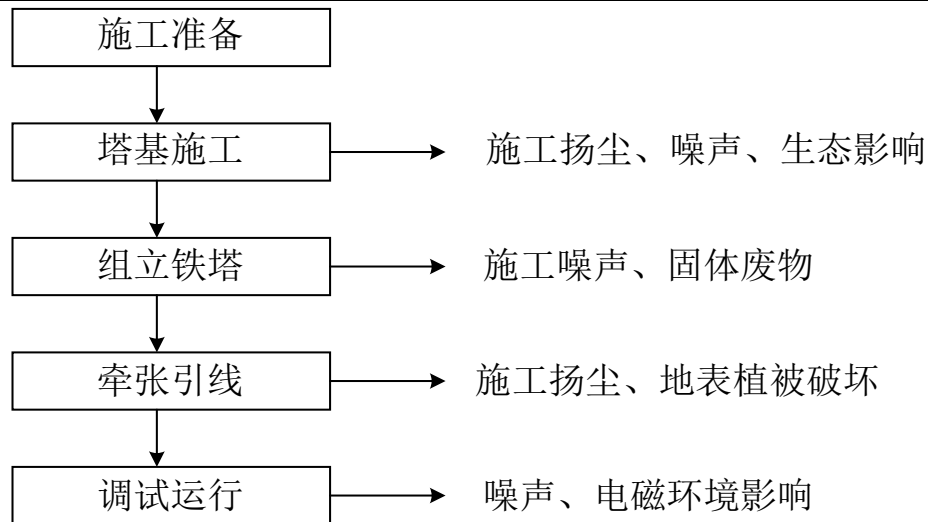 施工准备
塔基施工
施工扬尘、噪声、生态影响
组立铁塔
施工噪声、固体废物
牵张引线
施工扬尘、地表植被破坏
调试运行
噪声、电磁环境影响